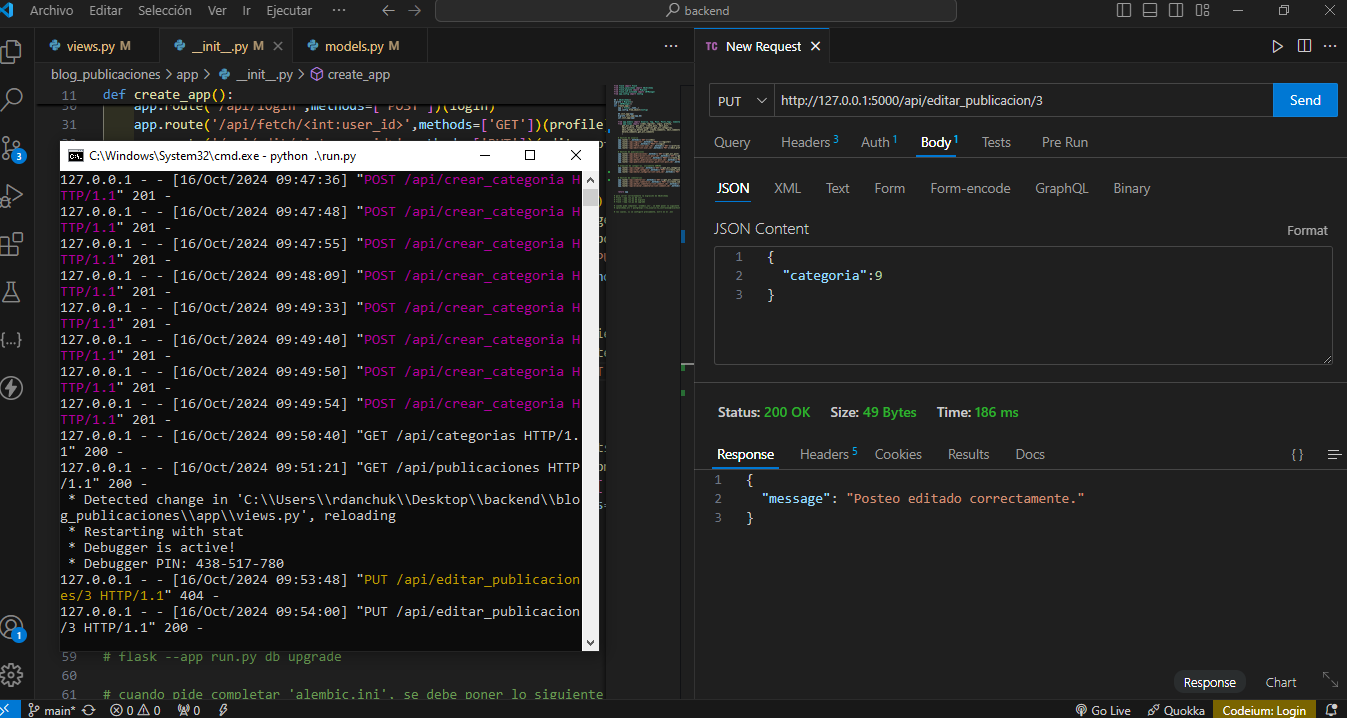 Archivo Editar Selección Ver Ir Ejecutar ··· backend
views.py M __init__.py M models.py M ···
TC New Request
blog_publicaciones > app > __init__.py > create_app
11 def create_app():
app.route('/api/login',methods=['POST'])(login)
31 app.route('/api/fetch/<int:user_id>',methods=['GET'])(profile
C:\Windows\System32\cmd.exe - python .\run.py
127.0.0.1 - - [16/Oct/2024 09:47:36] "POST /api/crear_categoria H
TTP/1.1" 201 -
127.0.0.1 - - [16/Oct/2024 09:47:48] "POST /api/crear_categoria H
TTP/1.1" 201 -
127.0.0.1 - - [16/Oct/2024 09:47:55] "POST /api/crear_categoria H
TTP/1.1" 201 -
127.0.0.1 - - [16/Oct/2024 09:48:09] "POST /api/crear_categoria H
TTP/1.1" 201 -
127.0.0.1 - - [16/Oct/2024 09:49:33] "POST /api/crear_categoria H
TTP/1.1" 201 -
127.0.0.1 - - [16/Oct/2024 09:49:40] "POST /api/crear_categoria H
TTP/1.1" 201 -
127.0.0.1 - - [16/Oct/2024 09:49:50] "POST /api/crear_categoria H
TTP/1.1" 201 -
127.0.0.1 - - [16/Oct/2024 09:49:54] "POST /api/crear_categoria H
TTP/1.1" 201 -
127.0.0.1 - - [16/Oct/2024 09:50:40] "GET /api/categorias HTTP/1.
1" 200 -
127.0.0.1 - - [16/Oct/2024 09:51:21] "GET /api/publicaciones HTTP
/1.1" 200 -
* Detected change in 'C:\\Users\\rdanchuk\\Desktop\\backend\\blo
g_publicaciones\\app\\views.py', reloading
* Restarting with stat
* Debugger is active!
* Debugger PIN: 438-517-780
127.0.0.1 - - [16/Oct/2024 09:53:48] "PUT /api/editar_publicacion
es/3 HTTP/1.1" 404 -
127.0.0.1 - - [16/Oct/2024 09:54:00] "PUT /api/editar_publicacion
/3 HTTP/1.1" 200 -
59 # flask --app run.py db upgrade
60
61 # cuando pide completar 'alembic.ini', se debe poner lo siguiente
PUT http://127.0.0.1:5000/api/editar_publicacion/3 Send
Query Headers 3 Auth 1 Body 1 Tests Pre Run
JSON XML Text Form Form-encode GraphQL Binary
JSON Content Format
1 {
2 "categoria":9
3 }
Status: 200 OK Size: 49 Bytes Time: 186 ms
Response Headers 5 Cookies Results Docs { }
1 {
2 "message": "Posteo editado correctamente."
3 }
Response Chart
3
1
main* 0 0 0 Go Live Quokka Codeium: Login